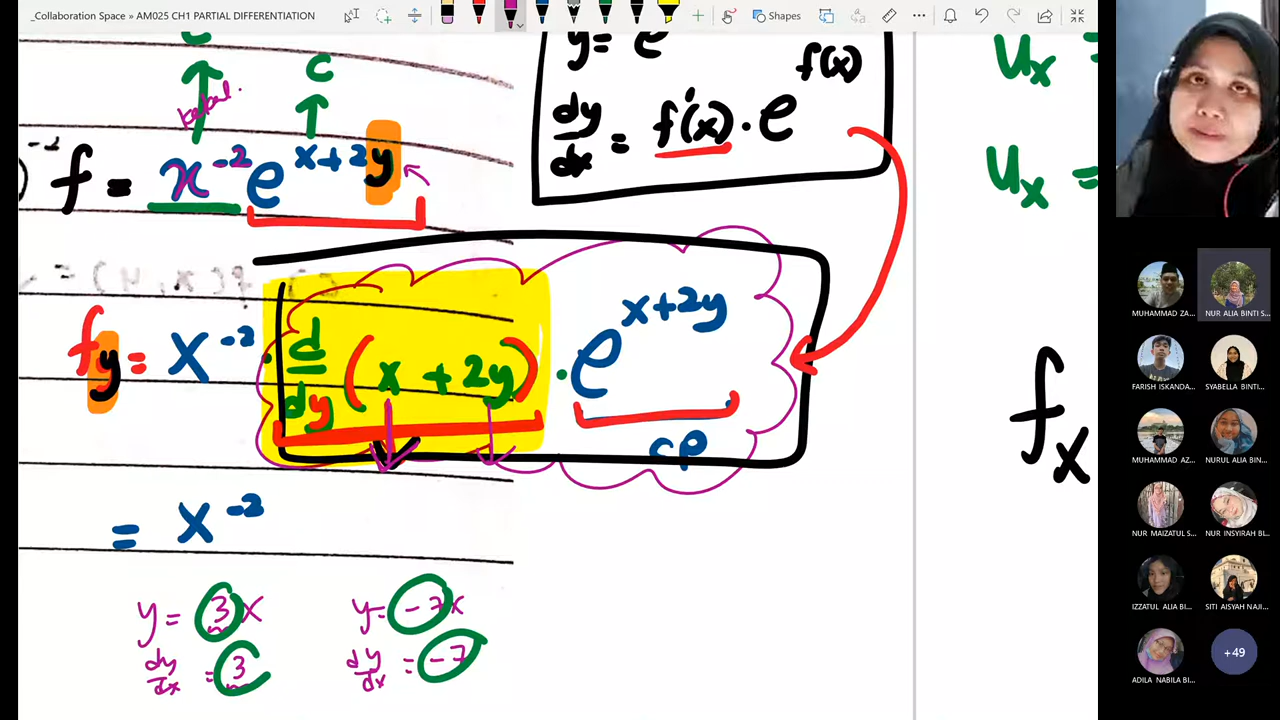 _Collaboration Space » AM025 CH1 PARTIAL DIFFERENTIATION
Shapes
y = e
f(x)
dy/dx = f'(x) · e^f(x)
c
kekal
f = x^-2 e^x+2y
fy = x^-2 · d/dy (x + 2y) · e^x+2y
cp
= x^-2
y = 3x
dy/dx = 3
y = -7x
dy/dx = -7
ux =
ux =
fx
MUHAMMAD ZA...
NUR ALIA BINTI S...
FARISH ISKANDA...
SYABELLA BINTI...
MUHAMMAD AZ...
NURUL ALIA BIN...
NUR MAIZATUL S...
NUR INSYIRAH BI...
IZZATUL ALIA BI...
SITI AISYAH NAJI...
ADILA NABILA BI...
+49